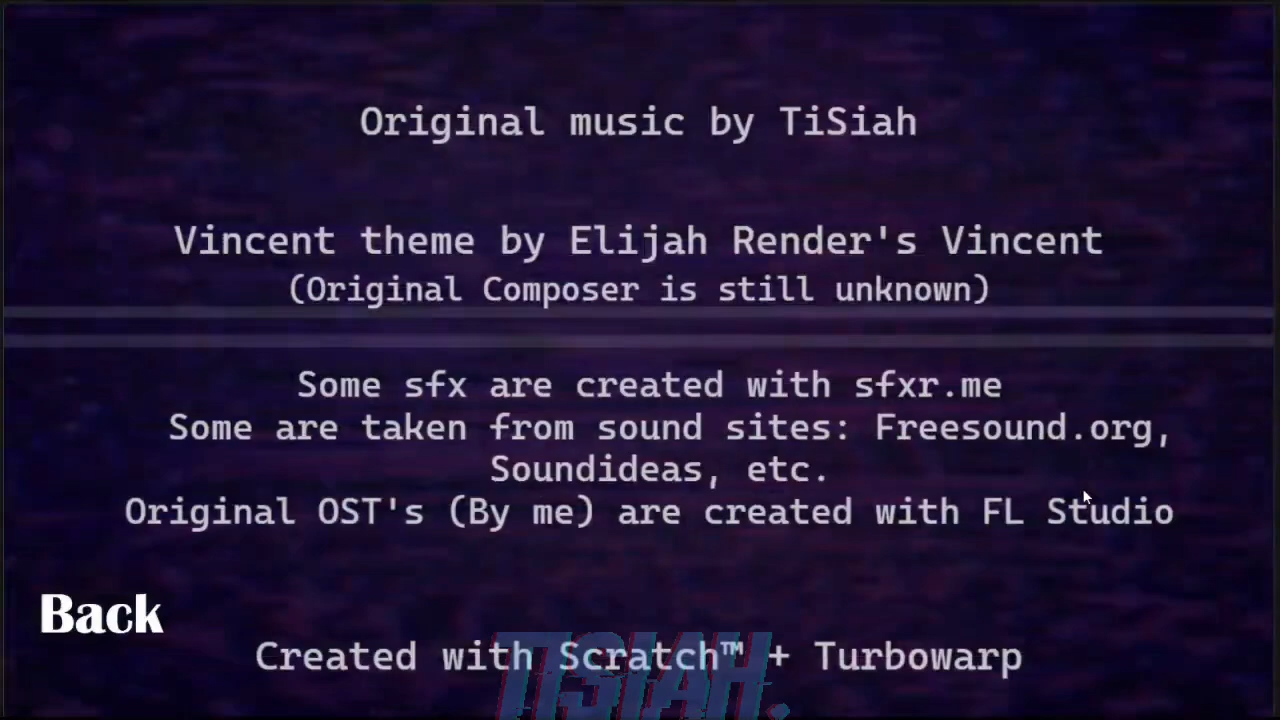 Original music by TiSiah
Vincent theme by Elijah Render's Vincent
(Original Composer is still unknown)
Some sfx are created with sfxr.me
Some are taken from sound sites: Freesound.org,
Soundideas, etc.
Original OST's (By me) are created with FL Studio
Back
Created with Scratch™ + Turbowarp
TISIAH.